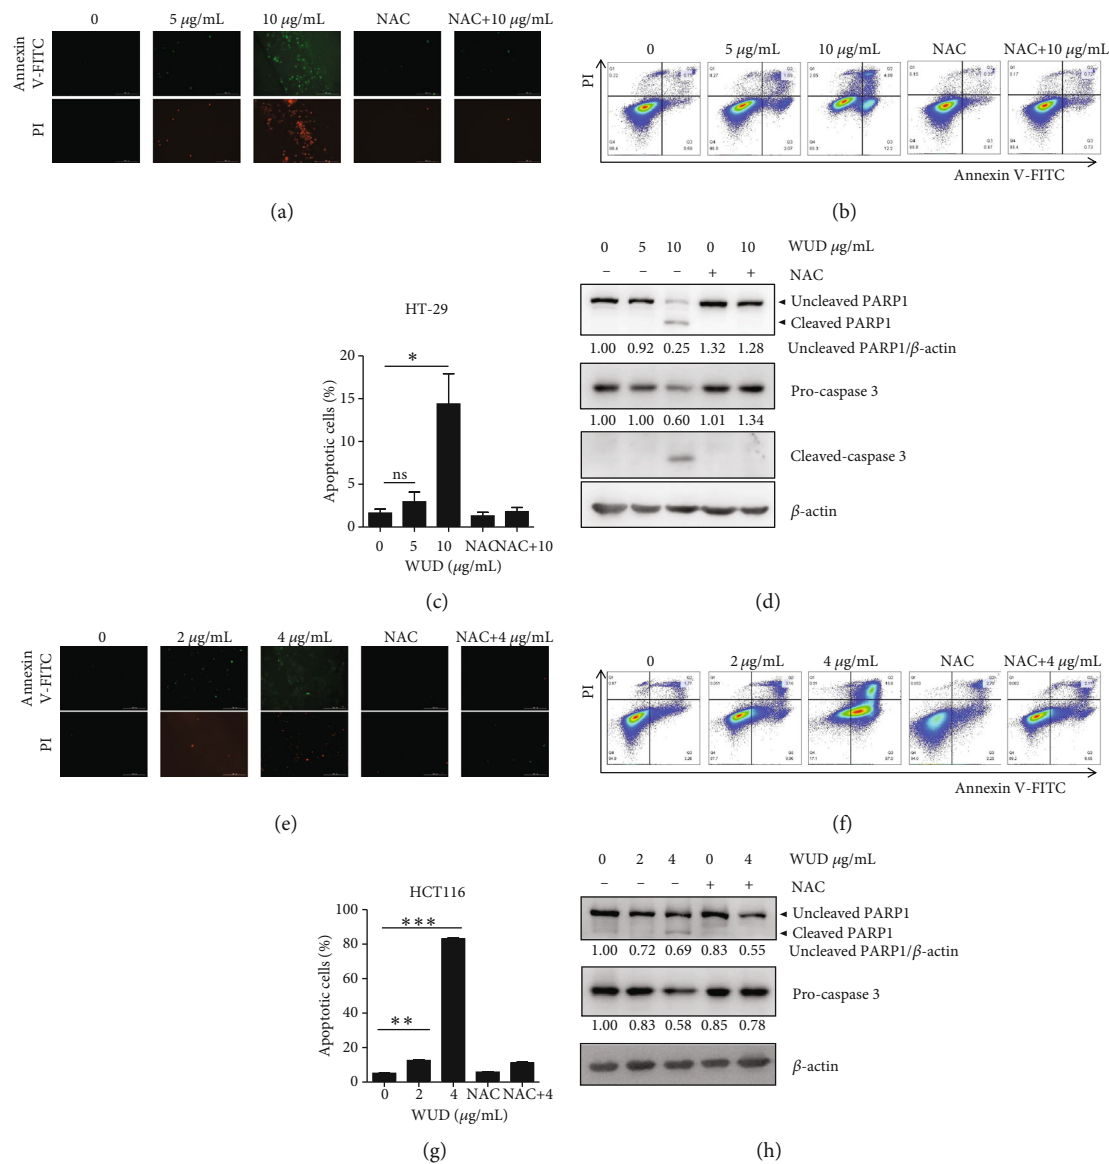 0 5 μg/mL 10 μg/mL NAC NAC+10 μg/mL
Annexin
V-FITC
PI
(a)
0 5 μg/mL 10 μg/mL NAC NAC+10 μg/mL
PI
Annexin V-FITC
(b)
HT-29
Apoptotic cells (%)
20
15
10
5
0
*
ns
0 5 10 NAC NAC+10
WUD (μg/mL)
(c)
0 5 10 0 10 WUD μg/mL
− − − + + NAC
Uncleaved PARP1
Cleaved PARP1
1.00 0.92 0.25 1.32 1.28 Uncleaved PARP1/β-actin
Pro-caspase 3
1.00 1.00 0.60 1.01 1.34
Cleaved-caspase 3
β-actin
(d)
0 2 μg/mL 4 μg/mL NAC NAC+4 μg/mL
Annexin
V-FITC
PI
(e)
0 2 μg/mL 4 μg/mL NAC NAC+4 μg/mL
PI
Annexin V-FITC
(f)
HCT116
Apoptotic cells (%)
100
80
60
40
20
0
***
**
0 2 4 NAC NAC+4
WUD (μg/mL)
(g)
0 2 4 0 4 WUD μg/mL
− − − + + NAC
Uncleaved PARP1
Cleaved PARP1
1.00 0.72 0.69 0.83 0.55 Uncleaved PARP1/β-actin
Pro-caspase 3
1.00 0.83 0.58 0.85 0.78
β-actin
(h)